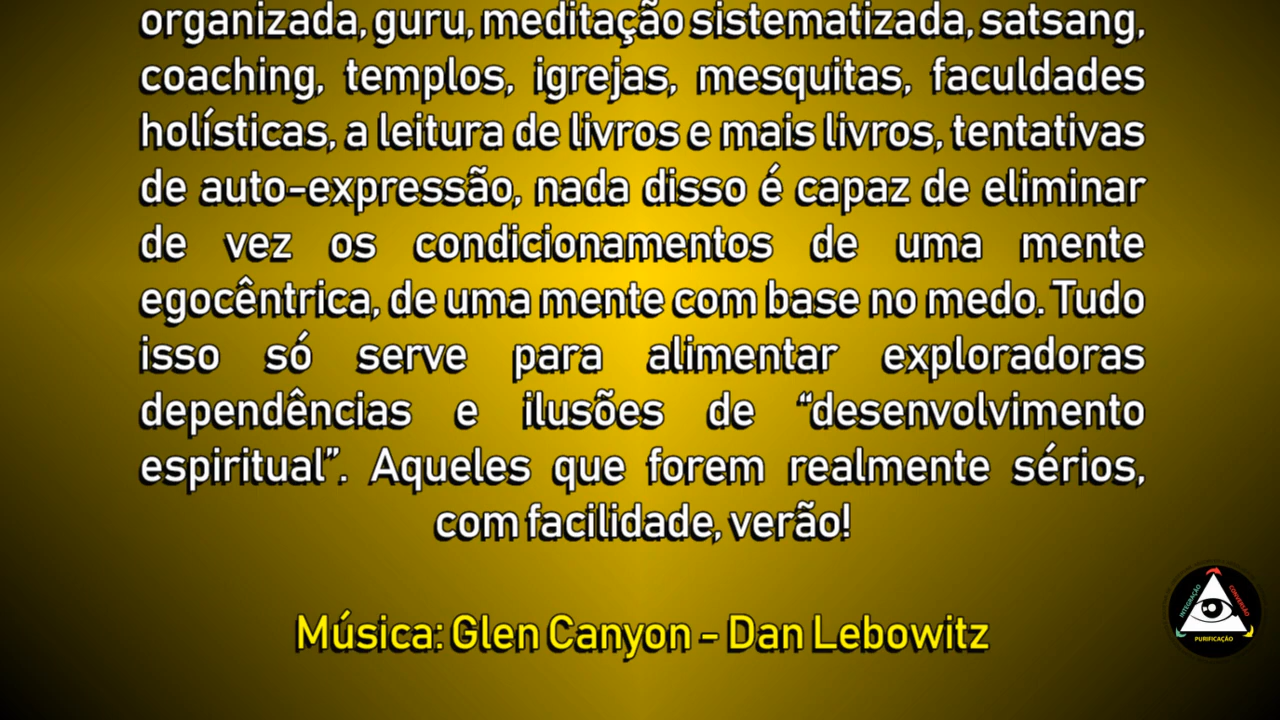 organizada, guru, meditação sistematizada, satsang,
coaching, templos, igrejas, mesquitas, faculdades
holísticas, a leitura de livros e mais livros, tentativas
de auto-expressão, nada disso é capaz de eliminar
de vez os condicionamentos de uma mente
egocêntrica, de uma mente com base no medo. Tudo
isso só serve para alimentar exploradoras
dependências e ilusões de “desenvolvimento
espiritual”. Aqueles que forem realmente sérios,
com facilidade, verão!
Música: Glen Canyon - Dan Lebowitz
INTEGRAÇÃO
CONVERSÃO
PURIFICAÇÃO